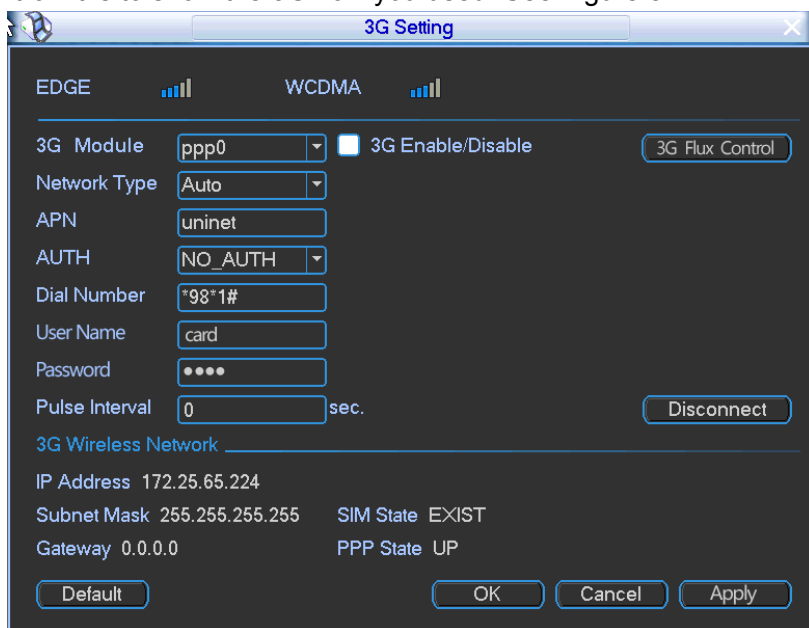 3G Setting
EDGE WCDMA
3G Module ppp0 3G Enable/Disable 3G Flux Control
Network Type Auto
APN uninet
AUTH NO_AUTH
Dial Number *98*1#
User Name card
Password ●●●●
Pulse Interval 0 sec. Disconnect
3G Wireless Network
IP Address 172.25.65.224
Subnet Mask 255.255.255.255 SIM State EXIST
Gateway 0.0.0.0 PPP State UP
Default OK Cancel Apply